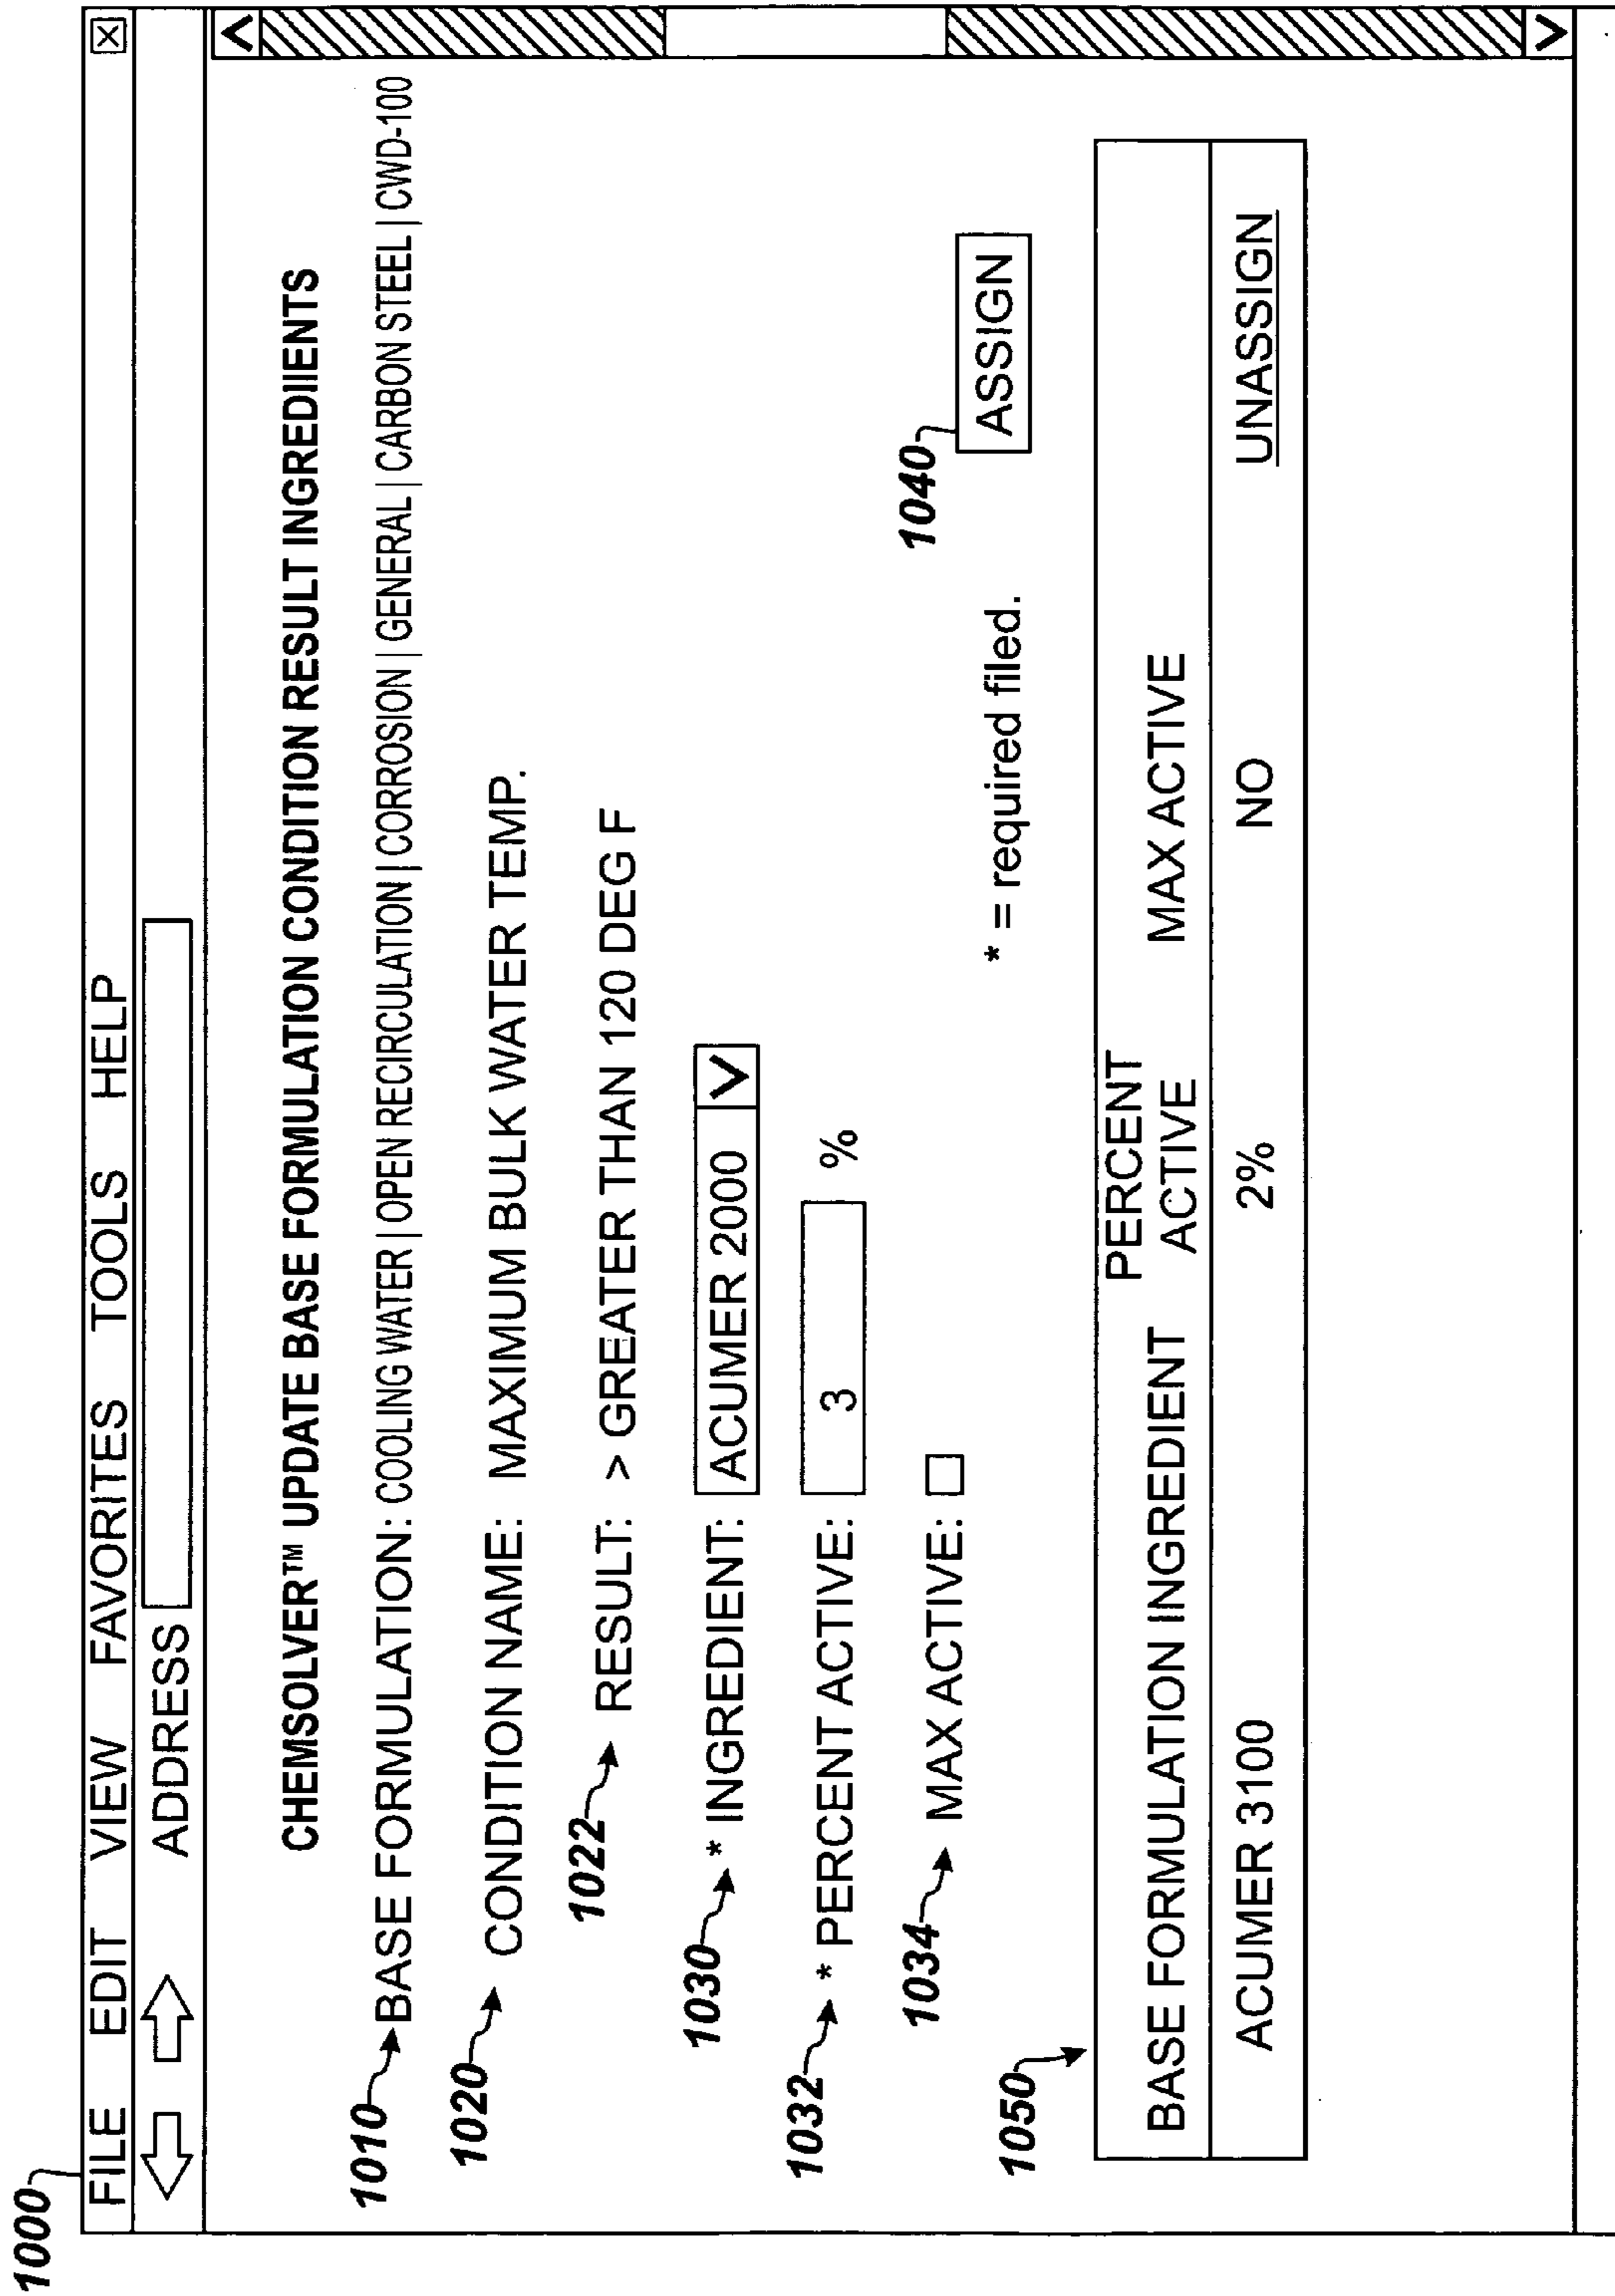 1000
FILE EDIT VIEW FAVORITES TOOLS HELP
ADDRESS
CHEMSOLVER™ UPDATE BASE FORMULATION CONDITION RESULT INGREDIENTS
1010 BASE FORMULATION: COOLING WATER | OPEN RECIRCULATION | CORROSION | GENERAL | CARBON STEEL | CWD-100
1020 CONDITION NAME: MAXIMUM BULK WATER TEMP.
1022 RESULT: > GREATER THAN 120 DEG F
1030 * INGREDIENT: ACUMER 2000
1032 * PERCENT ACTIVE: 3 %
1034 MAX ACTIVE:
1040 ASSIGN
* = required filed.
1050
BASE FORMULATION INGREDIENT PERCENT ACTIVE MAX ACTIVE
ACUMER 3100 2% NO UNASSIGN